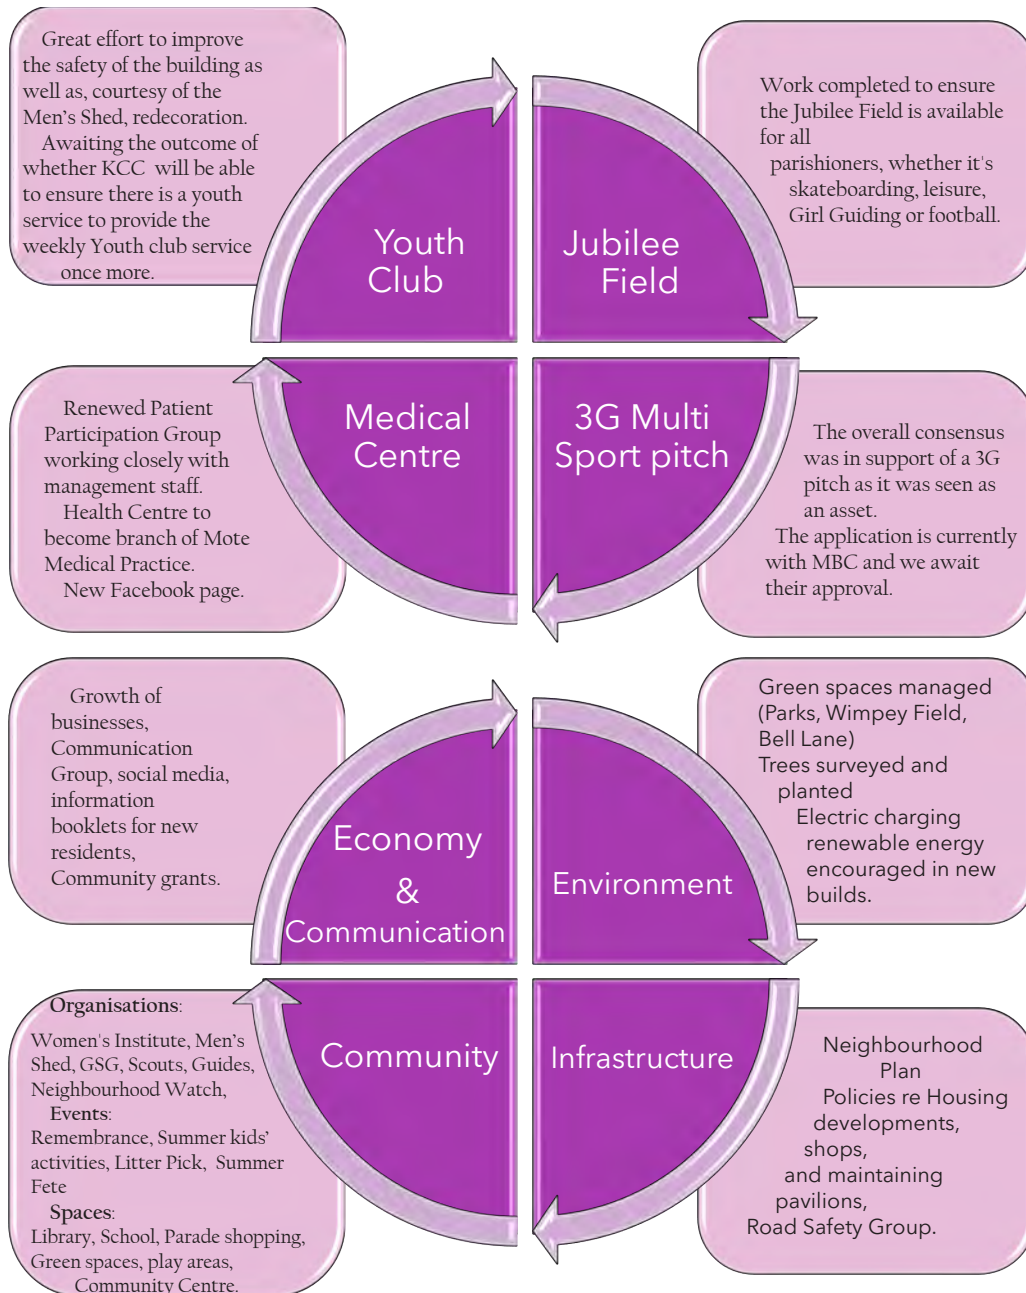 Great effort to improve
the safety of the building as
well as, courtesy of the
Men's Shed, redecoration.
Awaiting the outcome of
whether KCC will be able
to ensure there is a youth
service to provide the
weekly Youth club service
once more.
Youth
Club
Jubilee
Field
Work completed to ensure
the Jubilee Field is available
for all
parishioners, whether it's
skateboarding, leisure,
Girl Guiding or football.
Renewed Patient
Participation Group
working closely with
management staff.
Health Centre to
become branch of Mote
Medical Practice.
New Facebook page.
Medical
Centre
3G Multi
Sport pitch
The overall consensus
was in support of a 3G
pitch as it was seen as
an asset.
The application is currently
with MBC and we await
their approval.
Growth of
businesses,
Communication
Group, social media,
information
booklets for new
residents,
Community grants.
Economy
&
Communication
Environment
Green spaces managed
(Parks, Wimpey Field,
Bell Lane)
Trees surveyed and
planted
Electric charging
renewable energy
encouraged in new
builds.
Organisations:
Women's Institute, Men's
Shed, GSG, Scouts, Guides,
Neighbourhood Watch,
Events:
Remembrance, Summer kids'
activities, Litter Pick, Summer
Fete
Spaces:
Library, School, Parade shopping,
Green spaces, play areas,
Community Centre.
Community
Infrastructure
Neighbourhood
Plan
Policies re Housing
developments,
shops,
and maintaining
pavilions,
Road Safety Group.